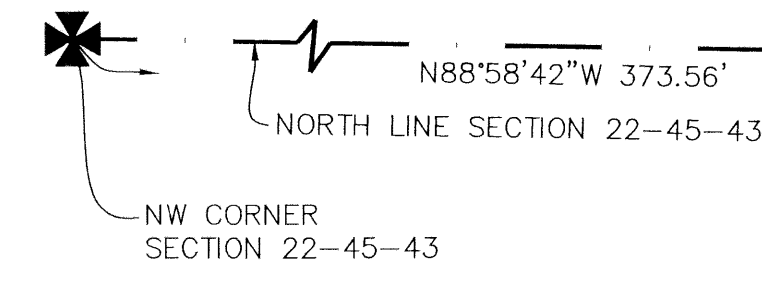 N88°58'42"W 373.56'
NORTH LINE SECTION 22-45-43
NW CORNER
SECTION 22-45-43